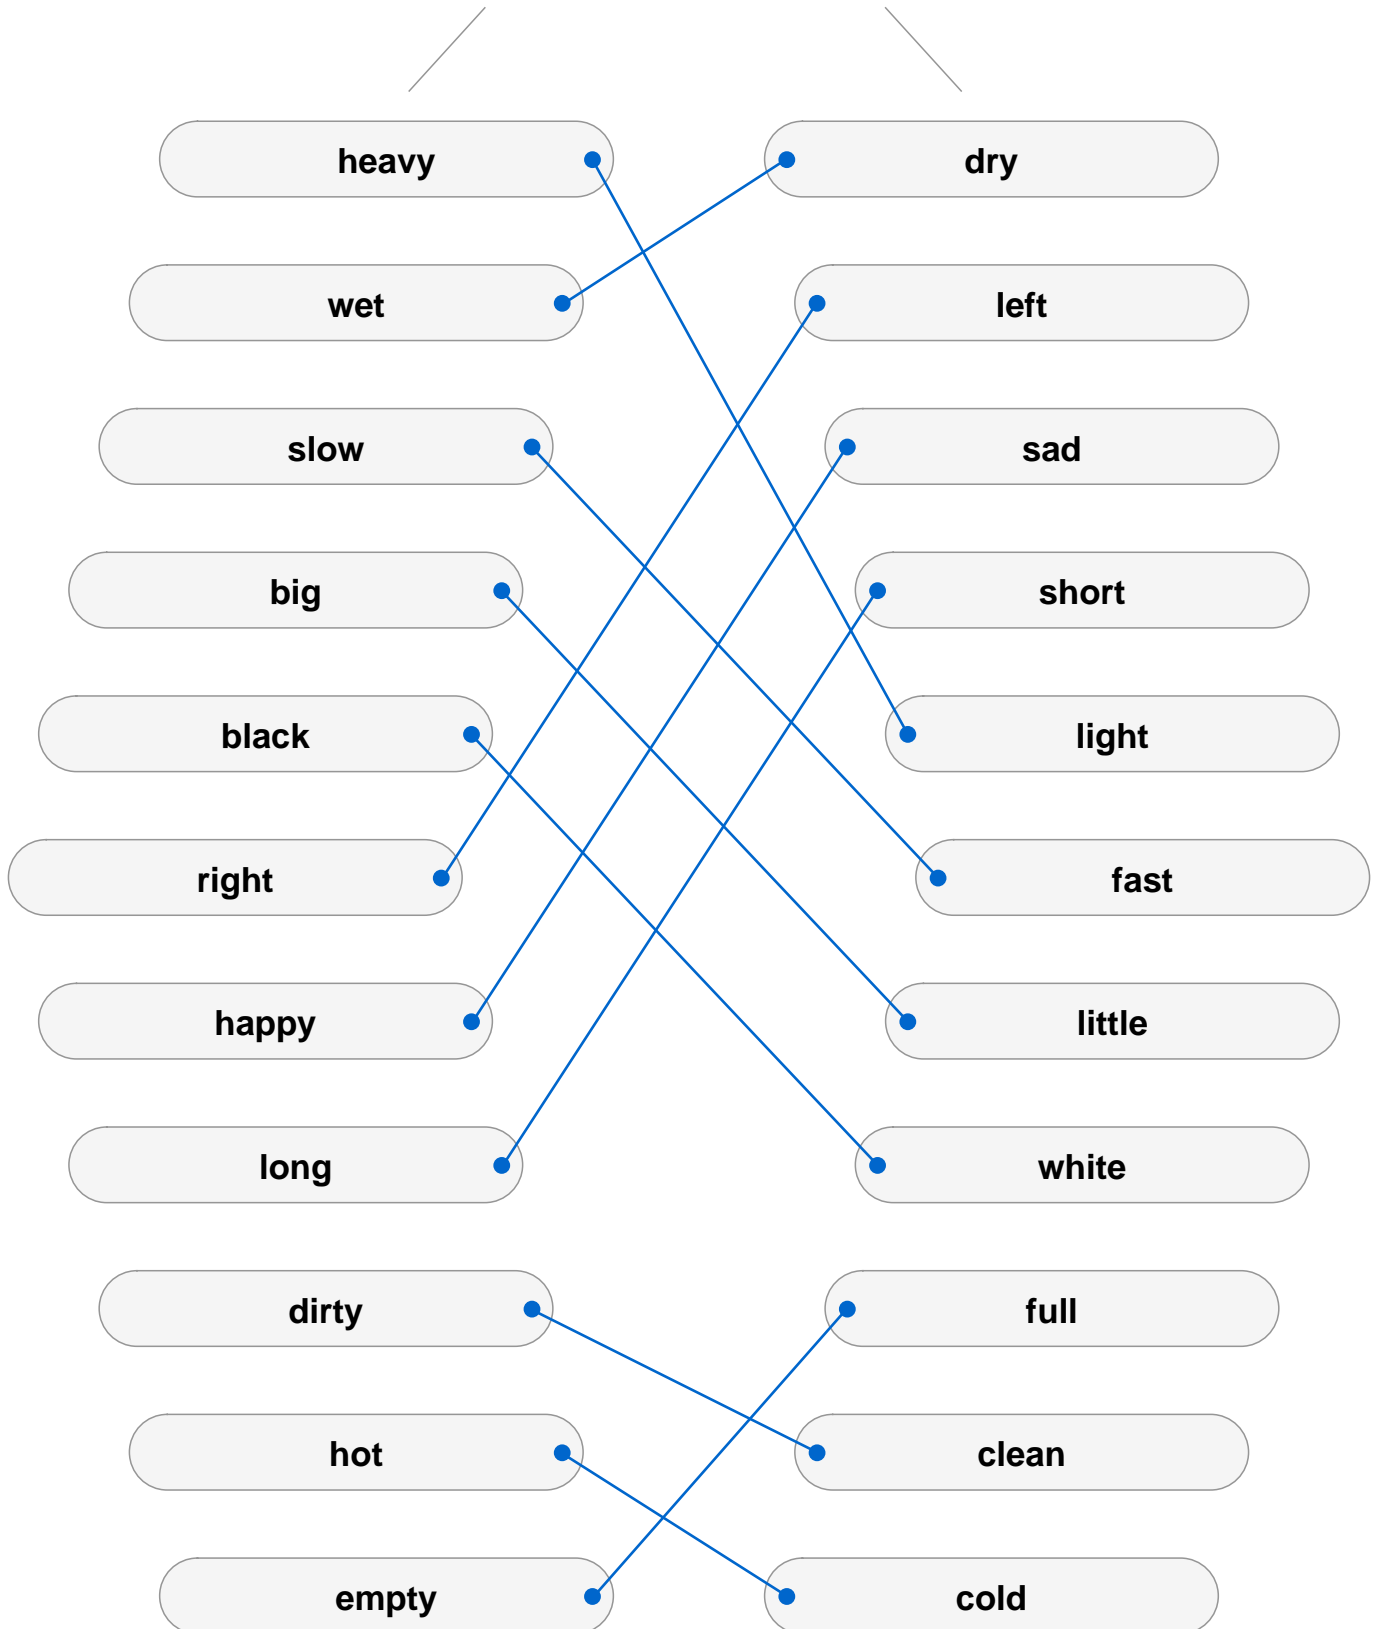 heavy dry
wet left
slow sad
big short
black light
right fast
happy little
long white
dirty full
hot clean
empty cold